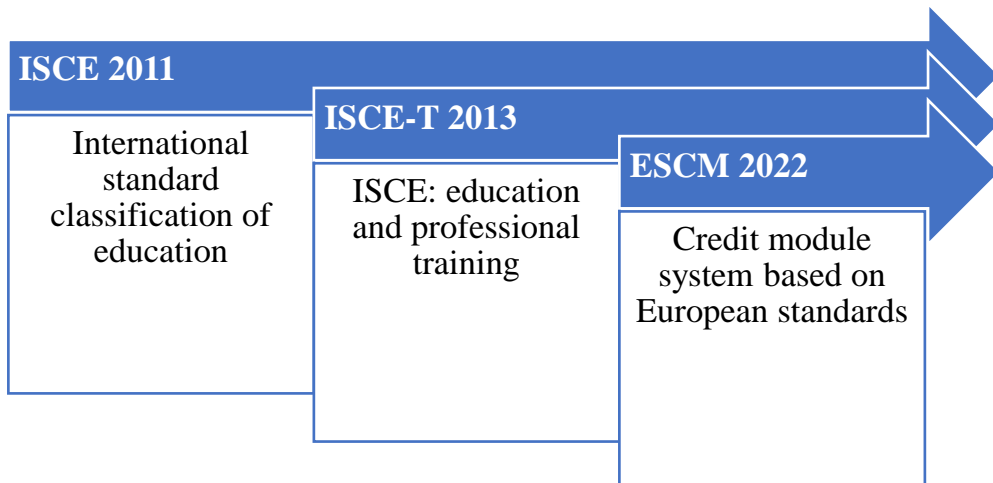 ISCE 2011
International
standard
classification of
education
ISCE-T 2013
ISCE: education
and professional
training
ESCM 2022
Credit module
system based on
European standards